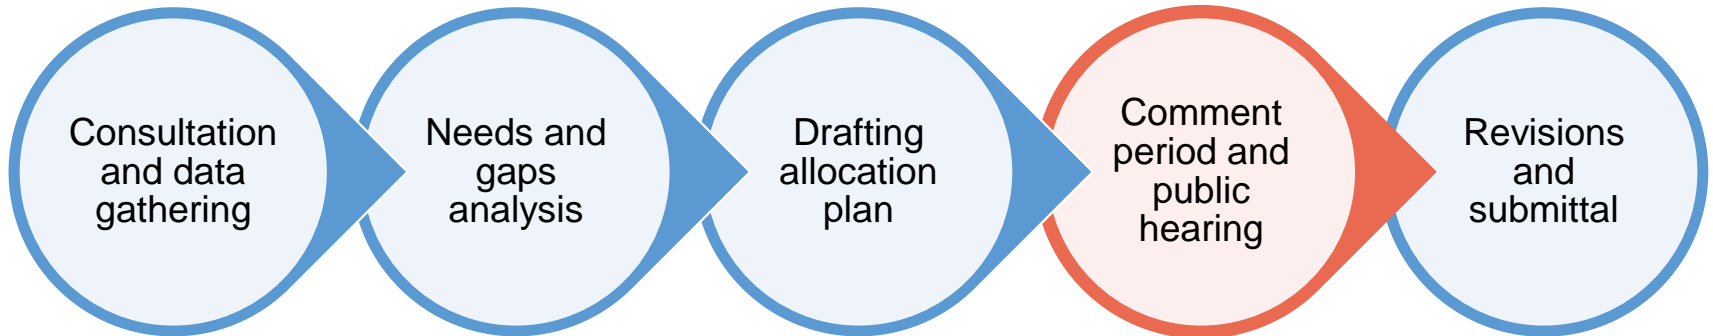 Consultation
and data
gathering
Needs and
gaps
analysis
Drafting
allocation
plan
Comment
period and
public
hearing
Revisions
and
submittal